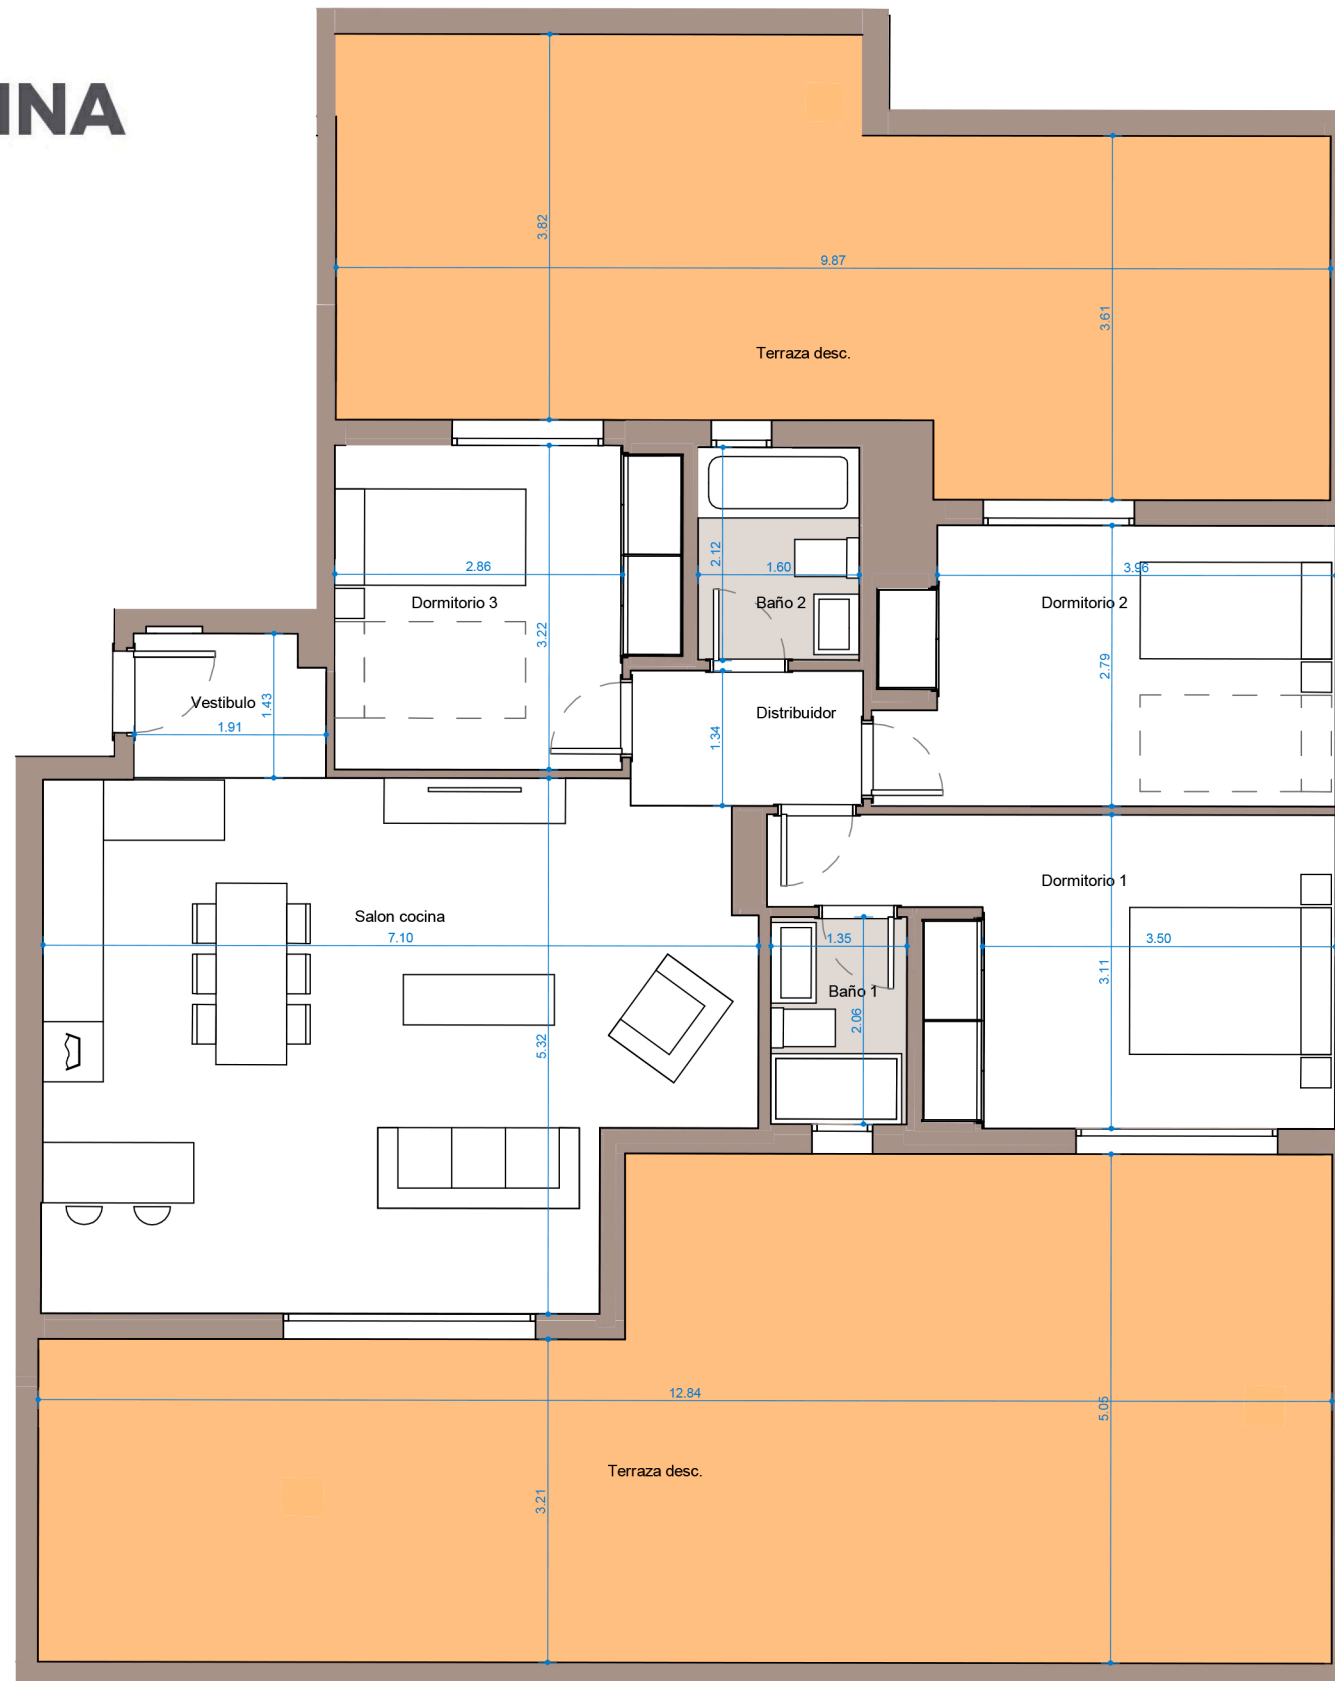 INA
3.82
9.87
3.61
Terraza desc.
2.86
Dormitorio 3
3.22
2.12
1.60
Baño 2
3.96
Dormitorio 2
2.79
Vestibulo
1.43
1.91
Distribuidor
1.34
Salon cocina
7.10
5.32
Dormitorio 1
1.35
3.50
3.11
Baño 1
2.06
12.84
5.05
Terraza desc.
3.21